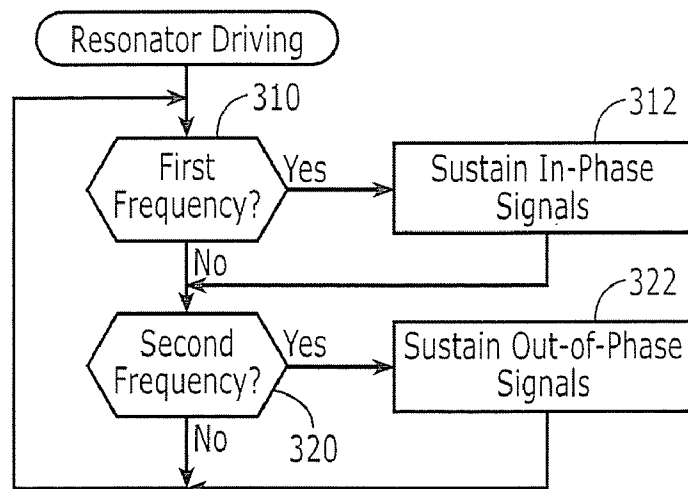 Resonator Driving
310
312
First
Frequency?
Yes
Sustain In-Phase
Signals
No
322
Second
Frequency?
Yes
Sustain Out-of-Phase
Signals
No
320